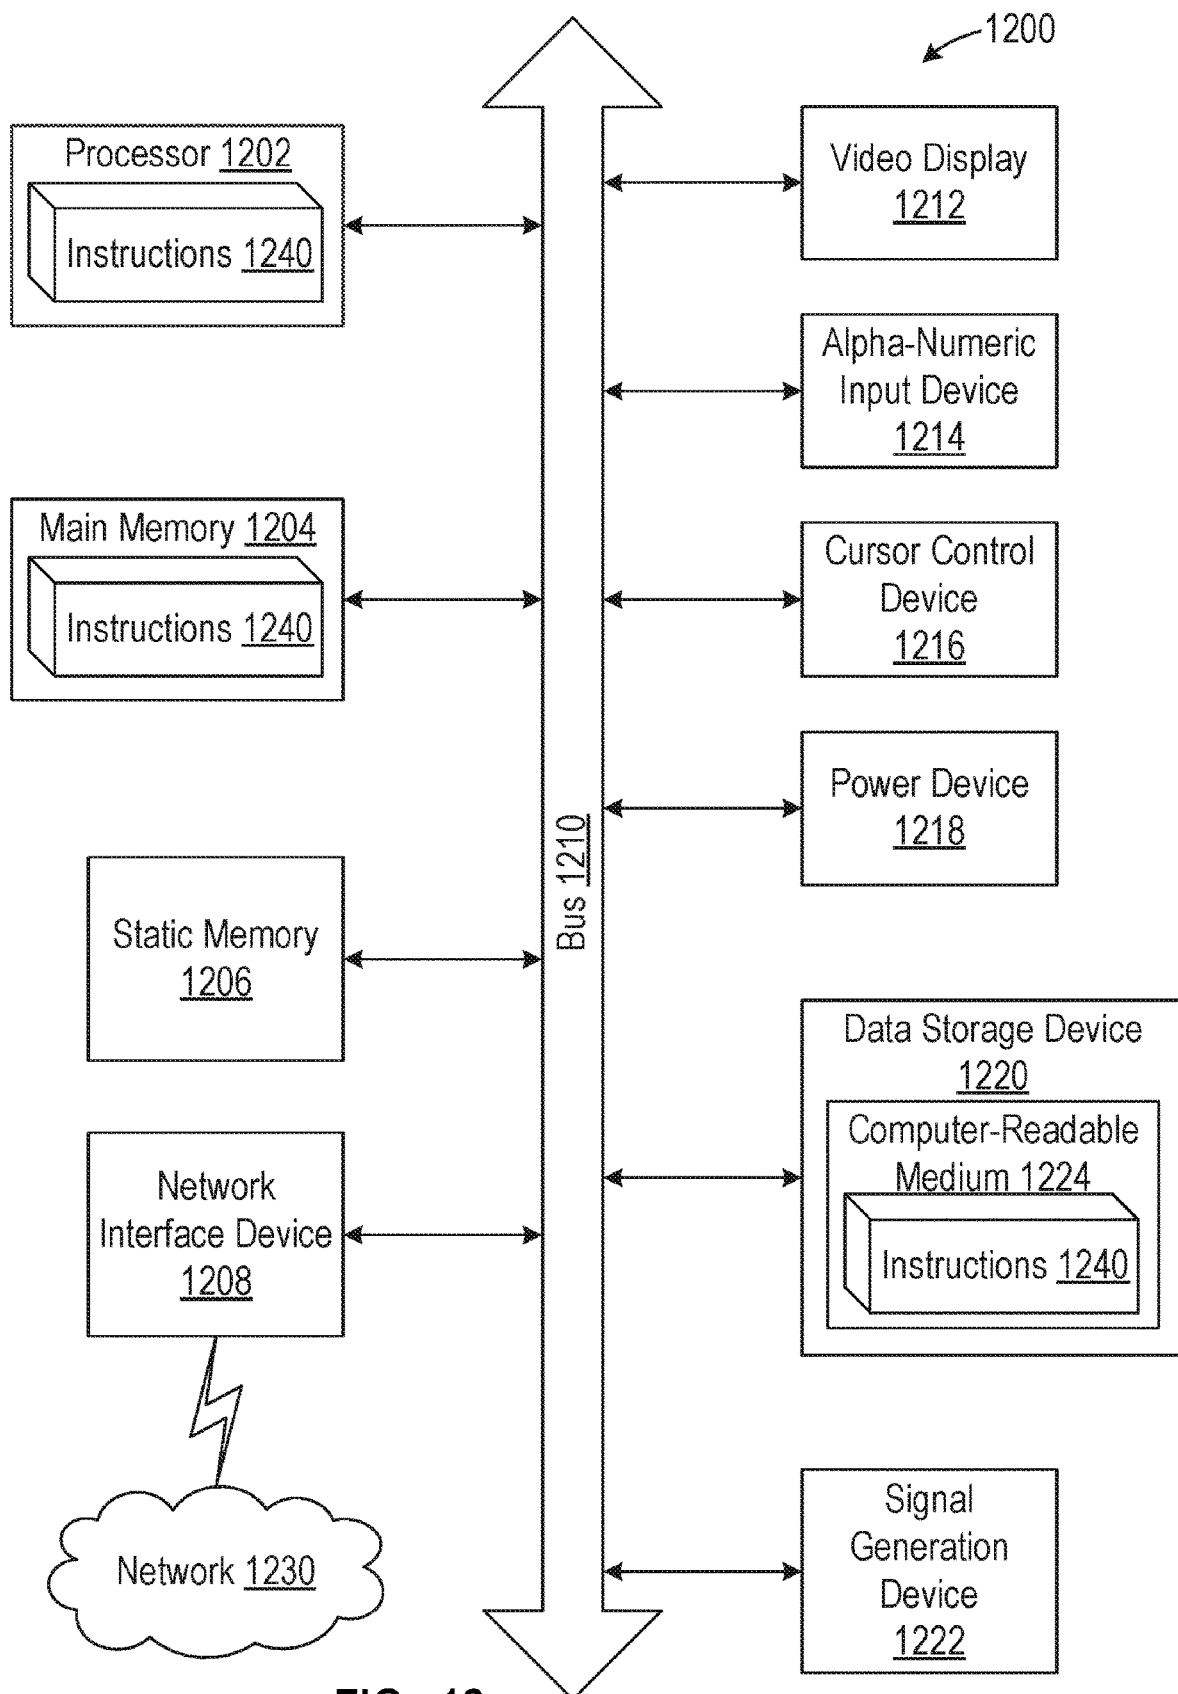 1200
Processor 1202
Instructions 1240
Main Memory 1204
Instructions 1240
Static Memory
1206
Network
Interface Device
1208
Network 1230
Bus 1210
Video Display
1212
Alpha-Numeric
Input Device
1214
Cursor Control
Device
1216
Power Device
1218
Data Storage Device
1220
Computer-Readable
Medium 1224
Instructions 1240
Signal
Generation
Device
1222